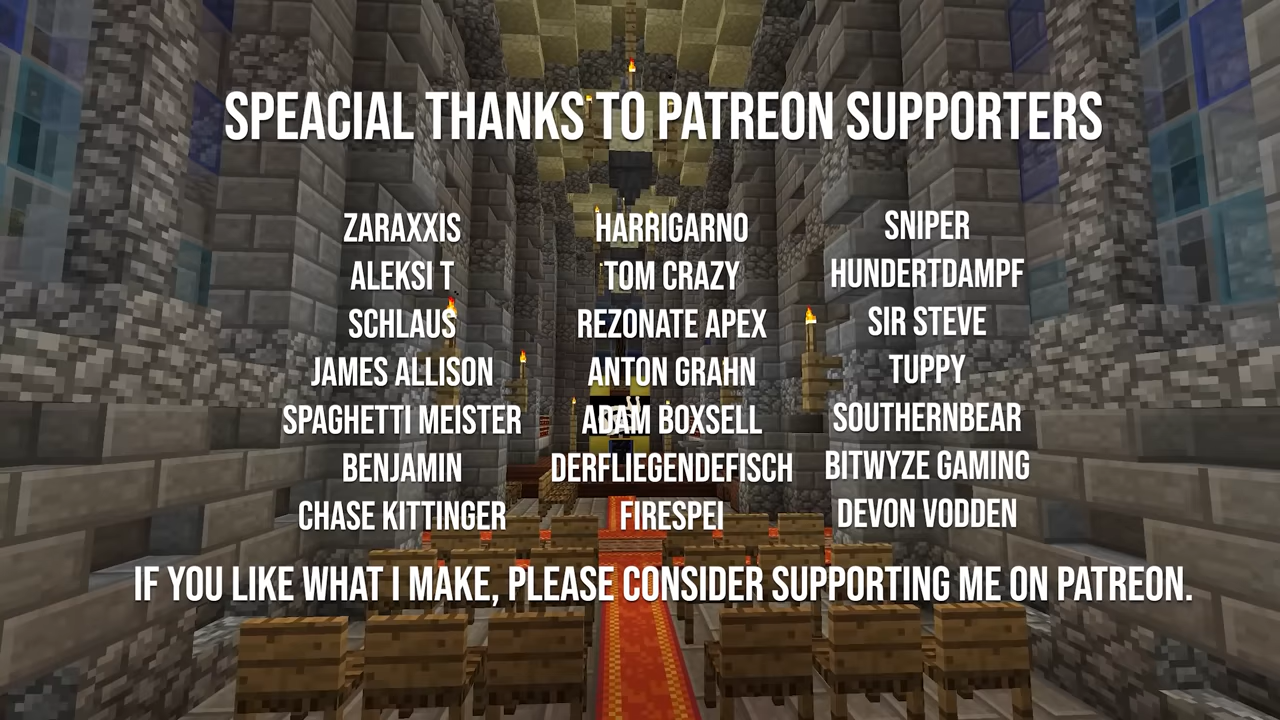 SPEACIAL THANKS TO PATREON SUPPORTERS
ZARAXXIS
ALEKSI T
SCHLAUS
JAMES ALLISON
SPAGHETTI MEISTER
BENJAMIN
CHASE KITTINGER
HARRIGARNO
TOM CRAZY
REZONATE APEX
ANTON GRAHN
ADAM BOXSELL
DERFLIEGENDEFISCH
FIRESPEI
SNIPER
HUNDERTDAMPF
SIR STEVE
TUPPY
SOUTHERNBEAR
BITWYZE GAMING
DEVON VODDEN
IF YOU LIKE WHAT I MAKE, PLEASE CONSIDER SUPPORTING ME ON PATREON.